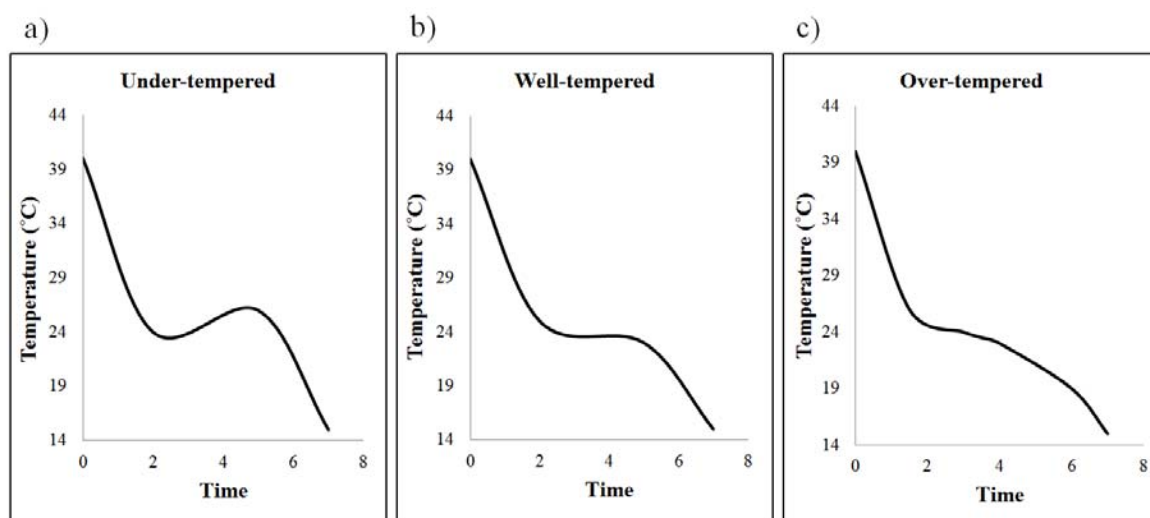 a)
Under-tempered
44
39
34
29
24
19
14
Temperature (°C)
0 2 4 6 8
Time
b)
Well-tempered
44
39
34
29
24
19
14
Temperature (°C)
0 2 4 6 8
Time
c)
Over-tempered
44
39
34
29
24
19
14
Temperature (°C)
0 2 4 6 8
Time